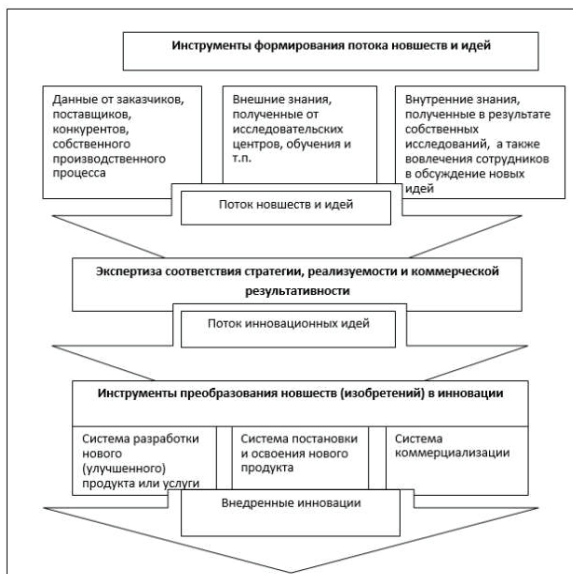 Инструменты формирования потока новшеств и идей
Данные от заказчиков,
поставщиков,
конкурентов,
собственного
производственного
процесса
Внешние знания,
полученные от
исследовательских
центров, обучения и
т.п.
Внутренние знания,
полученные в результате
собственных
исследований, а также
вовлечения сотрудников
в обсуждение новых
идей
Поток новшеств и идей
Экспертиза соответствия стратегии, реализуемости и коммерческой
результативности
Поток инновационных идей
Инструменты преобразования новшеств (изобретений) в инновации
Система разработки
нового
(улучшенного)
продукта или услуги
Система постановки
и освоения нового
продукта
Система
коммерциализации
Внедренные инновации